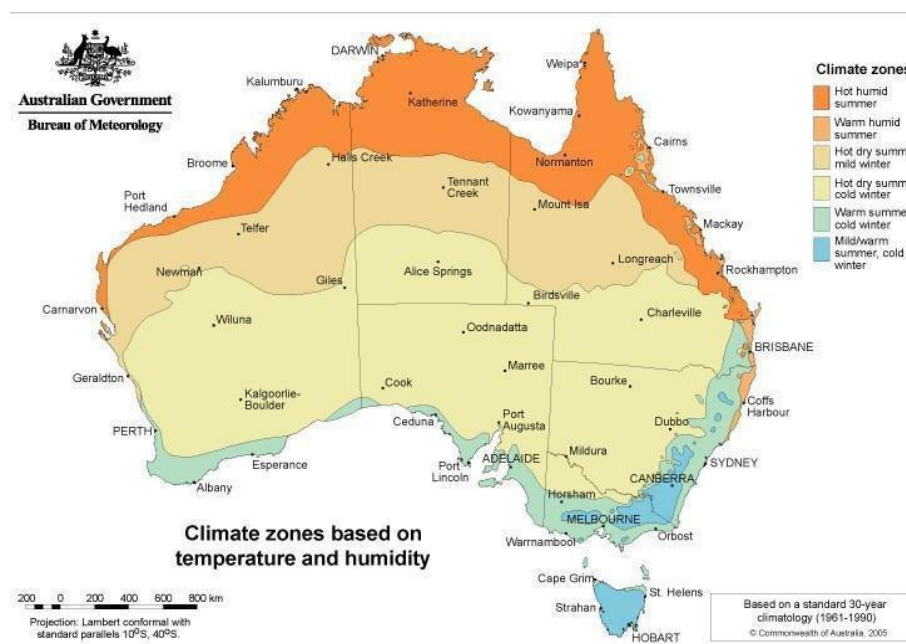 Australian Government
Bureau of Meteorology
DARWIN
Kalumburu
Katherine
Weipa
Kowanyama
Cairns
Broome
Halls Creek
Normanton
Townsville
Port
Hedland
Telfer
Tennant
Creek
Mount Isa
Mackay
Newman
Giles
Alice Springs
Longreach
Rockhampton
Carnarvon
Wiluna
Birdsville
Charleville
Oodnadatta
BRISBANE
Geraldton
Marree
Cook
Bourke
Coffs
Harbour
Kalgoorlie-
Boulder
Ceduna
Port
Augusta
Dubbo
PERTH
Esperance
Port
Lincoln
ADELAIDE
Mildura
SYDNEY
CANBERRA
Albany
Horsham
MELBOURNE
Orbost
Warrnambool
Cape Grim
St. Helens
Strahan
HOBART
Climate zones
Hot humid
summer
Warm humid
summer
Hot dry summ
mild winter
Hot dry summ
cold winter
Warm summe
cold winter
Mild/warm
summer, cold
winter
Climate zones based on
temperature and humidity
200 0 200 400 600 800 km
Projection: Lambert conformal with
standard parallels 10°S, 40°S.
Based on a standard 30-year
climatology (1961-1990)
© Commonwealth of Australia, 2005